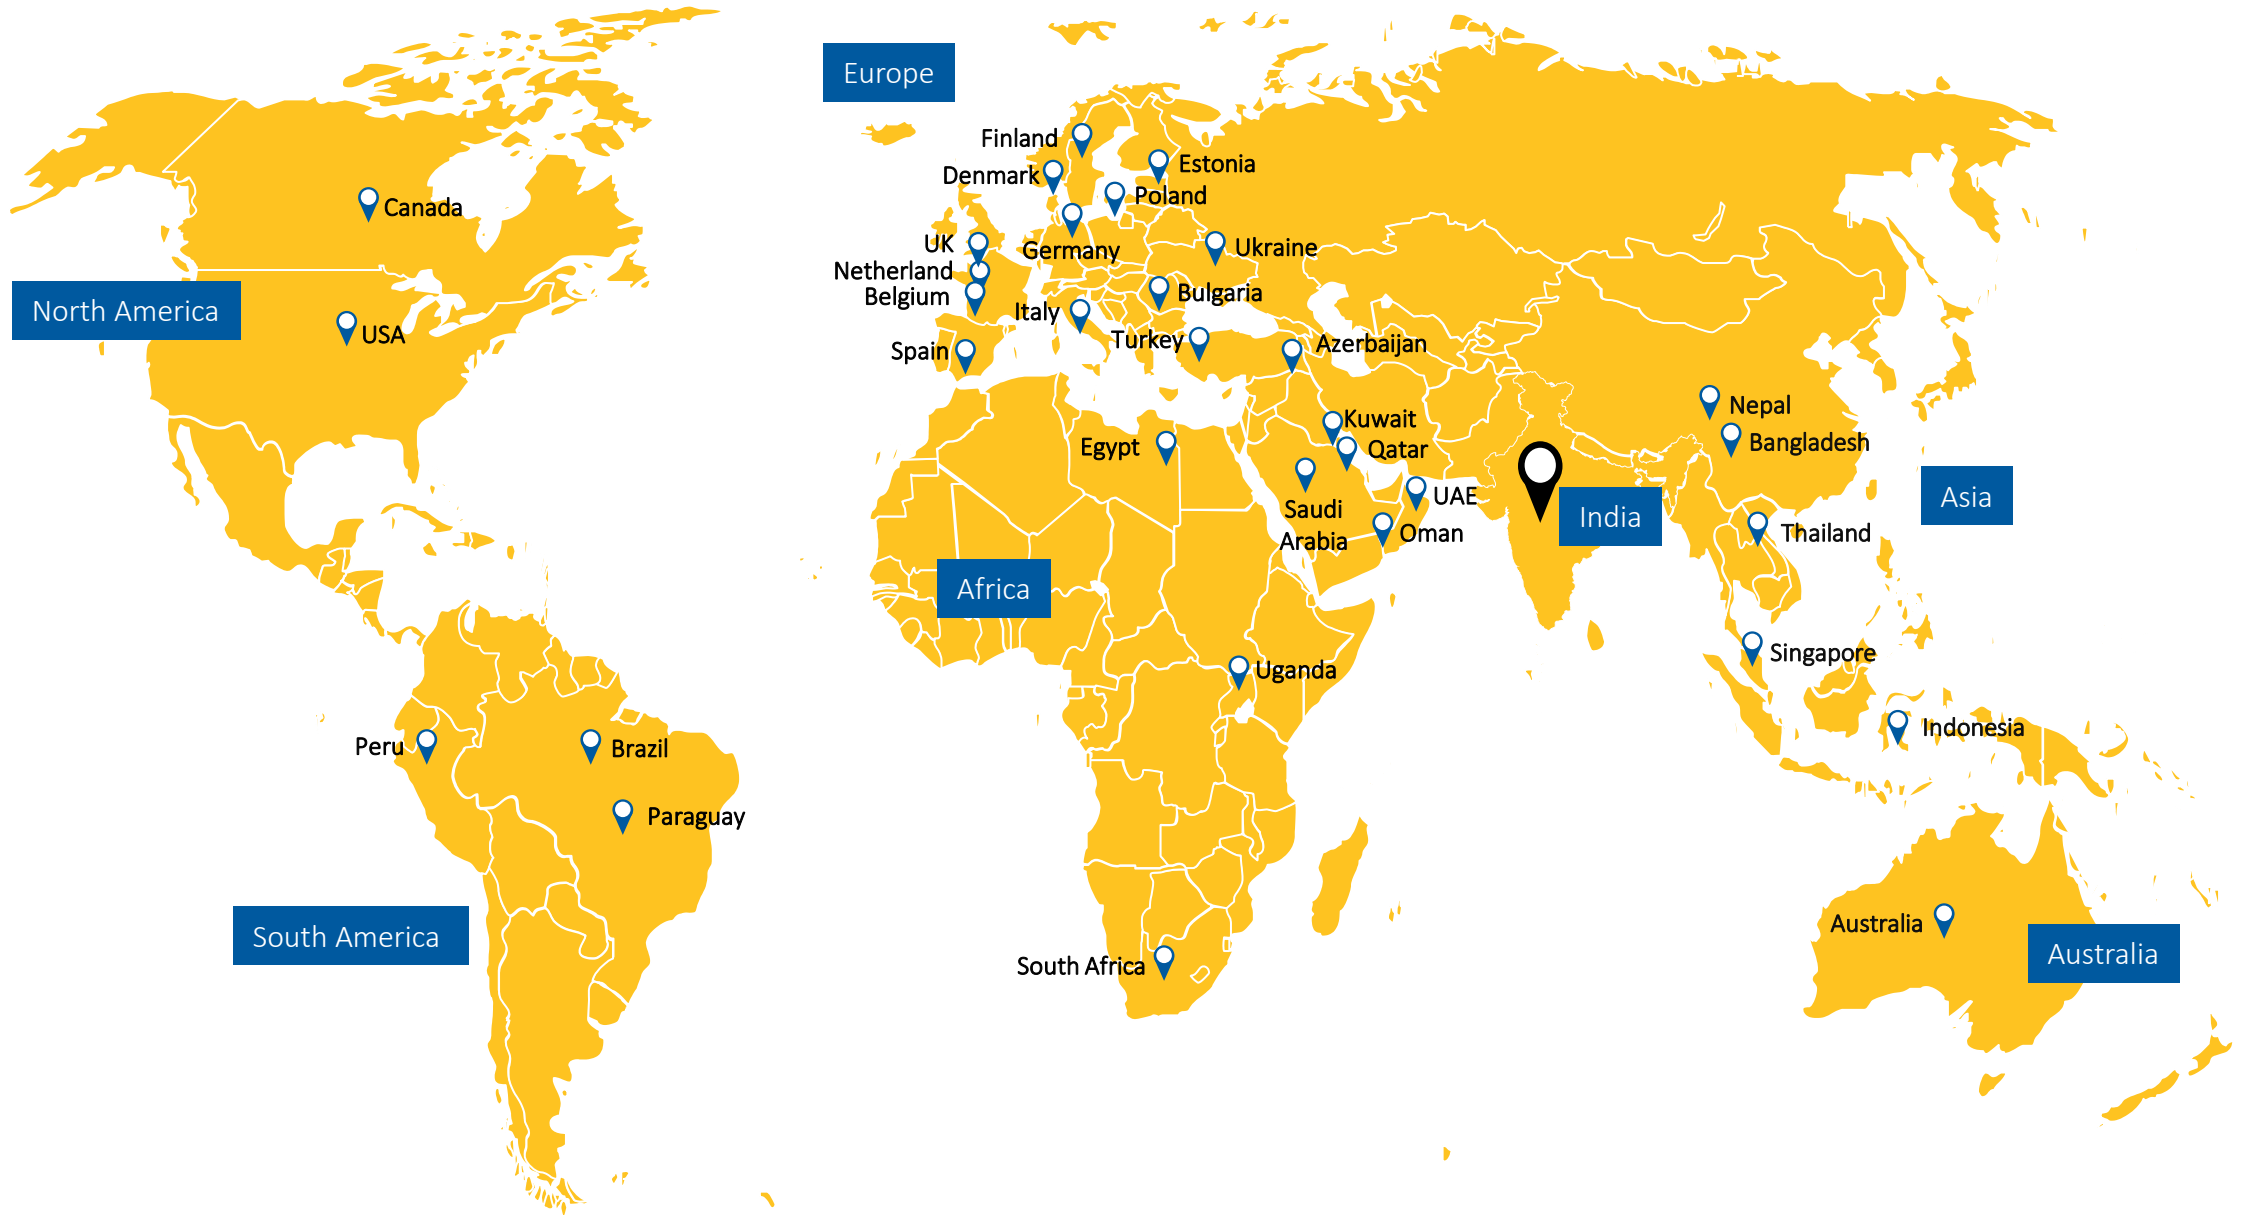 Europe
Finland
Denmark
Estonia
Poland
Canada
UK
Germany
Ukraine
Netherland
Belgium
Bulgaria
North America
Italy
USA
Turkey
Azerbaijan
Spain
Nepal
Kuwait
Bangladesh
Egypt
Qatar
UAE
Asia
Saudi
Arabia
India
Oman
Thailand
Africa
Singapore
Uganda
Indonesia
Peru
Brazil
Paraguay
Australia
South America
Australia
South Africa